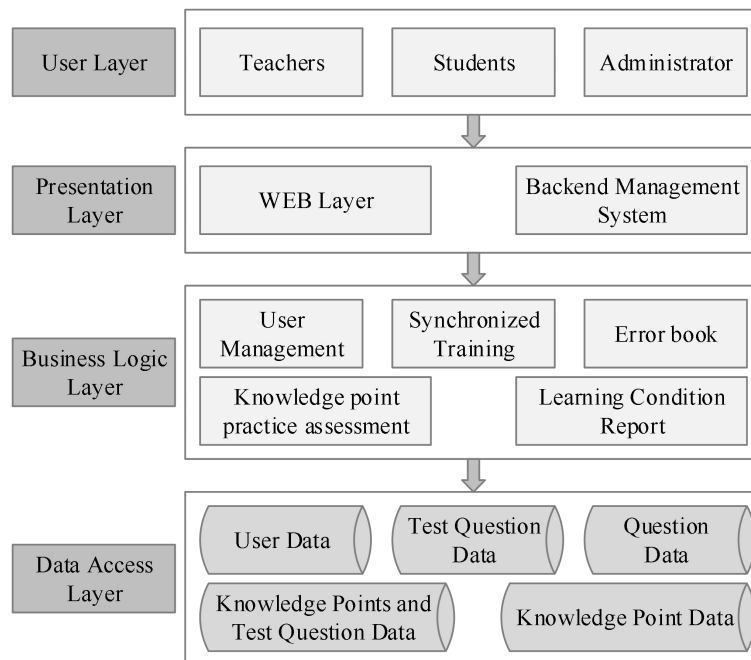 User Layer
Teachers
Students
Administrator
Presentation
Layer
WEB Layer
Backend Management
System
Business Logic
Layer
User
Management
Synchronized
Training
Error book
Knowledge point
practice assessment
Learning Condition
Report
Data Access
Layer
User Data
Test Question
Data
Question
Data
Knowledge Points and
Test Question Data
Knowledge Point Data